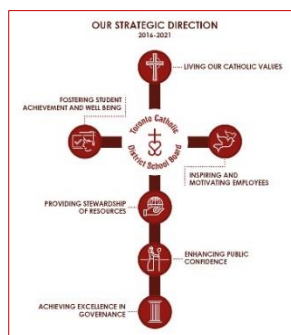 OUR STRATEGIC DIRECTION
2016-2021
LIVING OUR CATHOLIC VALUES
FOSTERING STUDENT
ACHIEVEMENT AND WELL BEING
Toronto Catholic
District School Board
INSPIRING AND
MOTIVATING EMPLOYEES
PROVIDING STEWARDSHIP
OF RESOURCES
ENHANCING PUBLIC
CONFIDENCE
ACHIEVING EXCELLENCE IN
GOVERNANCE